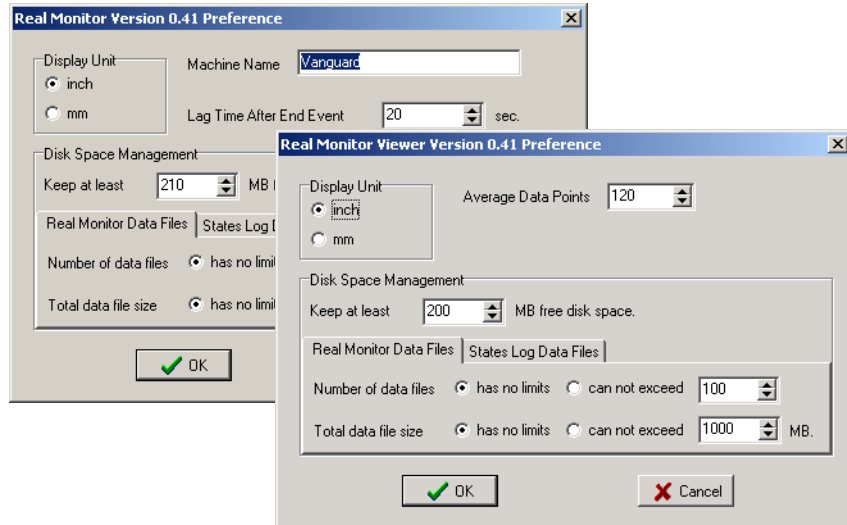 Real Monitor Version 0.41 Preference
Display Unit
inch
mm
Machine Name Vanguard
Lag Time After End Event 20 sec.
Disk Space Management
Keep at least 210 MB
Real Monitor Data Files States Log
Number of data files has no
Total data file size has no
OK
Real Monitor Viewer Version 0.41 Preference
Display Unit
inch
mm
Average Data Points 120
Disk Space Management
Keep at least 200 MB free disk space.
Real Monitor Data Files States Log Data Files
Number of data files has no limits can not exceed 100
Total data file size has no limits can not exceed 1000 MB.
OK Cancel